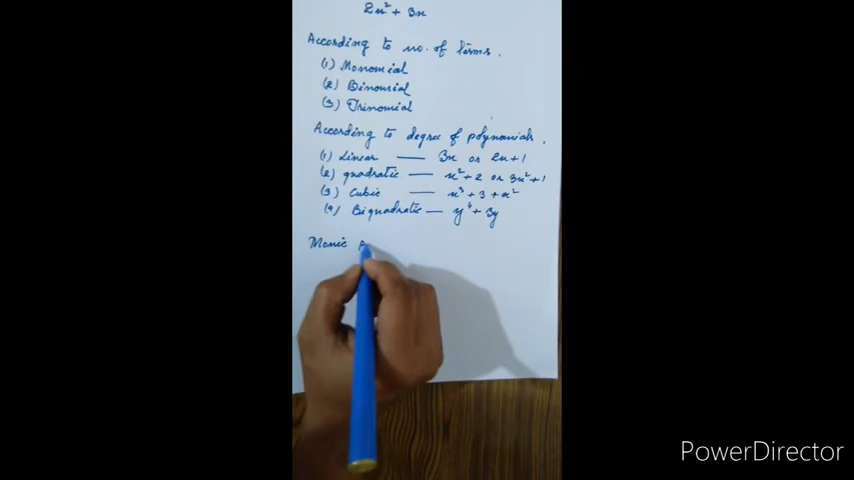 2x² + 3x
According to no. of terms.
(1) Monomial
(2) Binomial
(3) Trinomial
According to degree of polynomials.
(1) Linear — 3x or 2x+1
(2) quadratic — x²+2 or 3x²+1
(3) Cubic — x³ + 3 + x²
(4) Biquadratic — y⁴ + 3y
Monic
PowerDirector